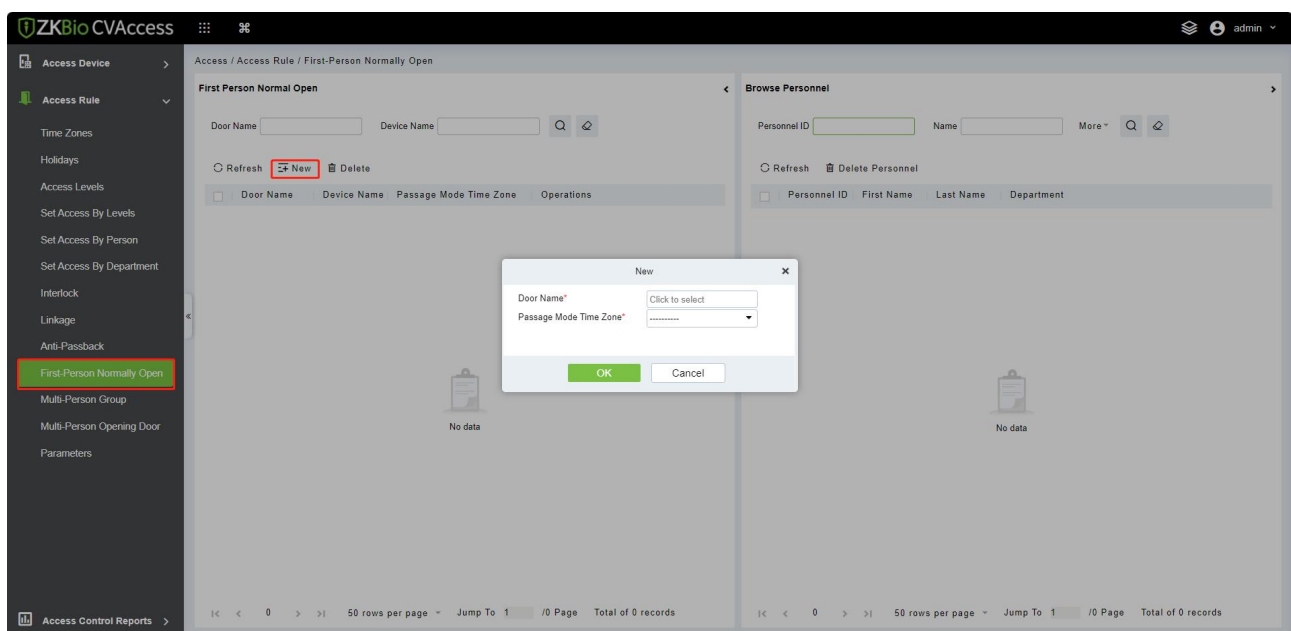 ZKBio CVAccess
admin
Access Device
Access Rule
Time Zones
Holidays
Access Levels
Set Access By Levels
Set Access By Person
Set Access By Department
Interlock
Linkage
Anti-Passback
First-Person Normally Open
Multi-Person Group
Multi-Person Opening Door
Parameters
Access Control Reports
Access / Access Rule / First-Person Normally Open
First Person Normal Open
Door Name Device Name
Refresh New Delete
Door Name Device Name Passage Mode Time Zone Operations
No data
0 50 rows per page Jump To 1 /0 Page Total of 0 records
Browse Personnel
Personnel ID Name More
Refresh Delete Personnel
Personnel ID First Name Last Name Department
No data
0 50 rows per page Jump To 1 /0 Page Total of 0 records
New
Door Name* Click to select
Passage Mode Time Zone* ----------
OK Cancel